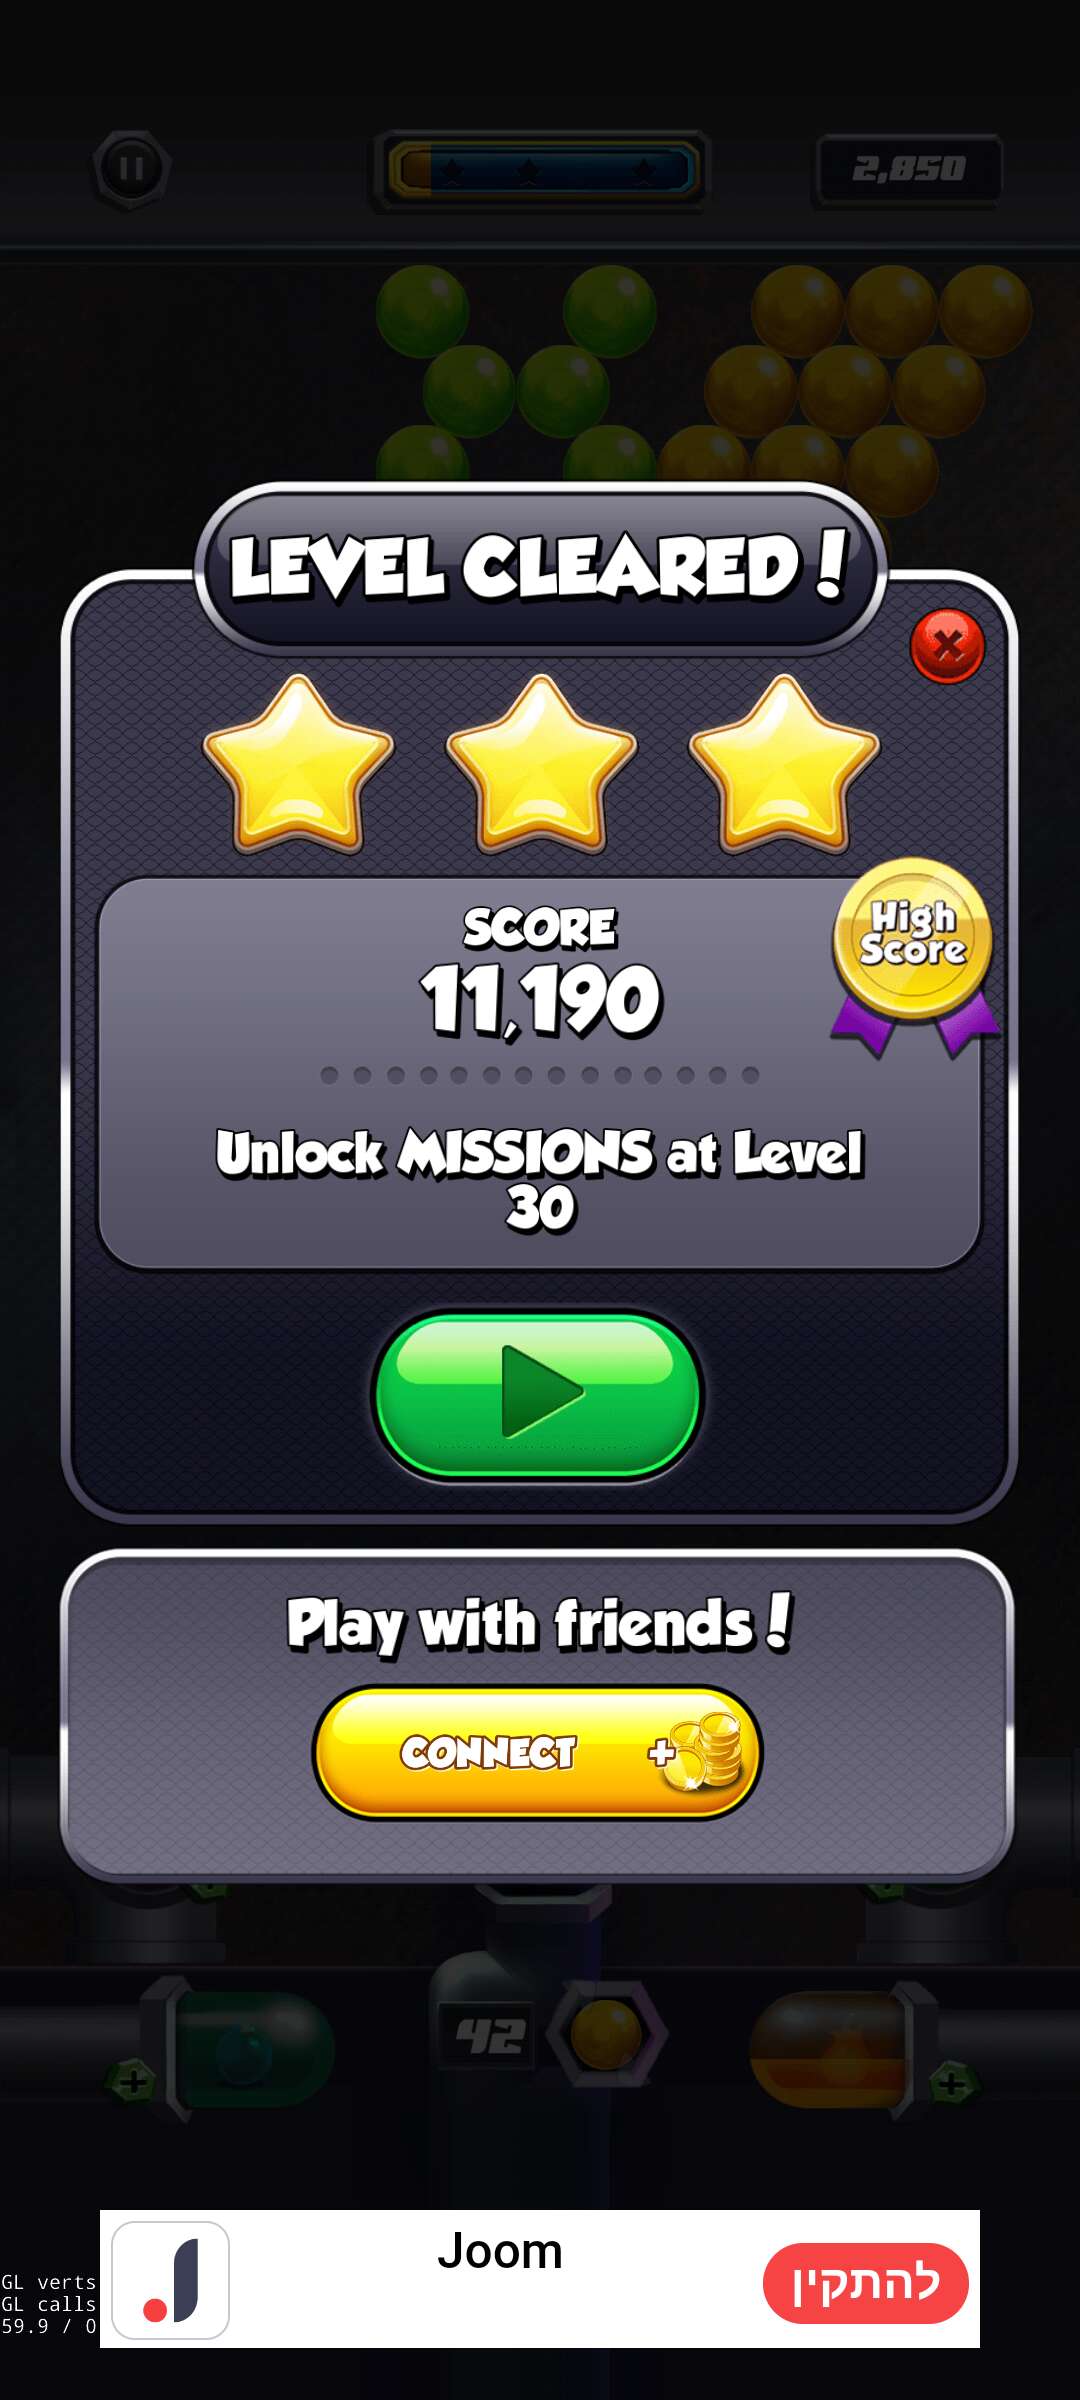 2,850
LEVEL CLEARED!
SCORE
11,190
High
Score
Unlock MISSIONS at Level
30
Play with friends!
CONNECT +
42
Joom
להתקין
GL verts
GL calls
59.9 / 0